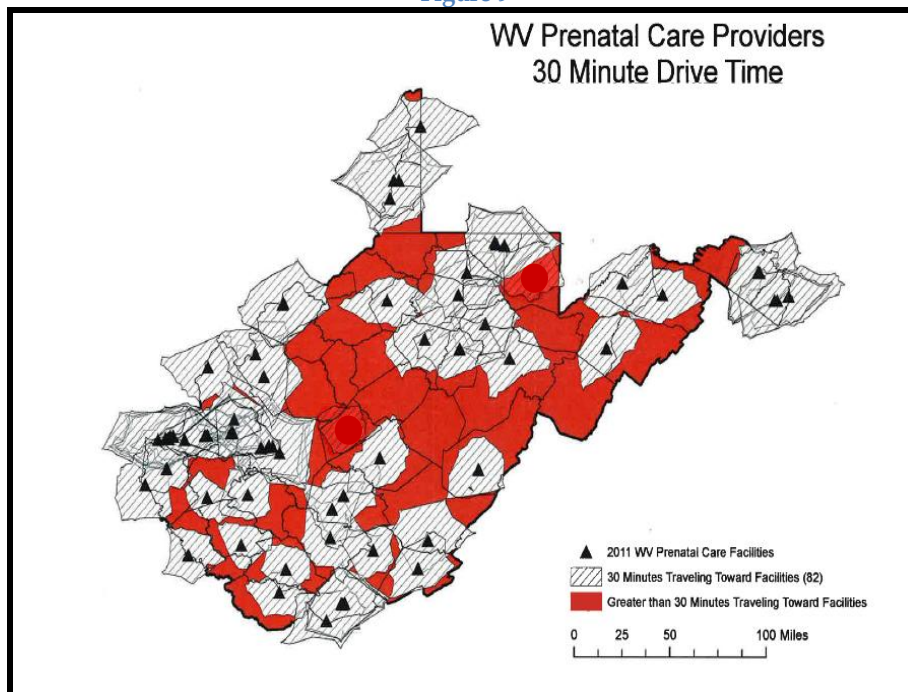 WV Prenatal Care Providers
30 Minute Drive Time
2011 WV Prenatal Care Facilities
30 Minutes Traveling Toward Facilities (82)
Greater than 30 Minutes Traveling Toward Facilities
0 25 50 100 Miles